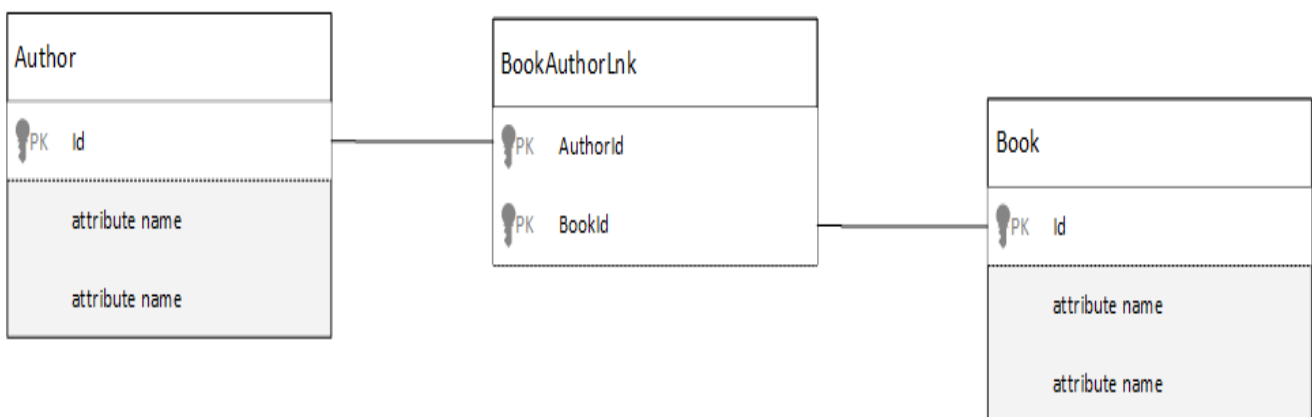 Author
PK Id
attribute name
attribute name
BookAuthorLnk
PK AuthorId
PK BookId
Book
PK Id
attribute name
attribute name